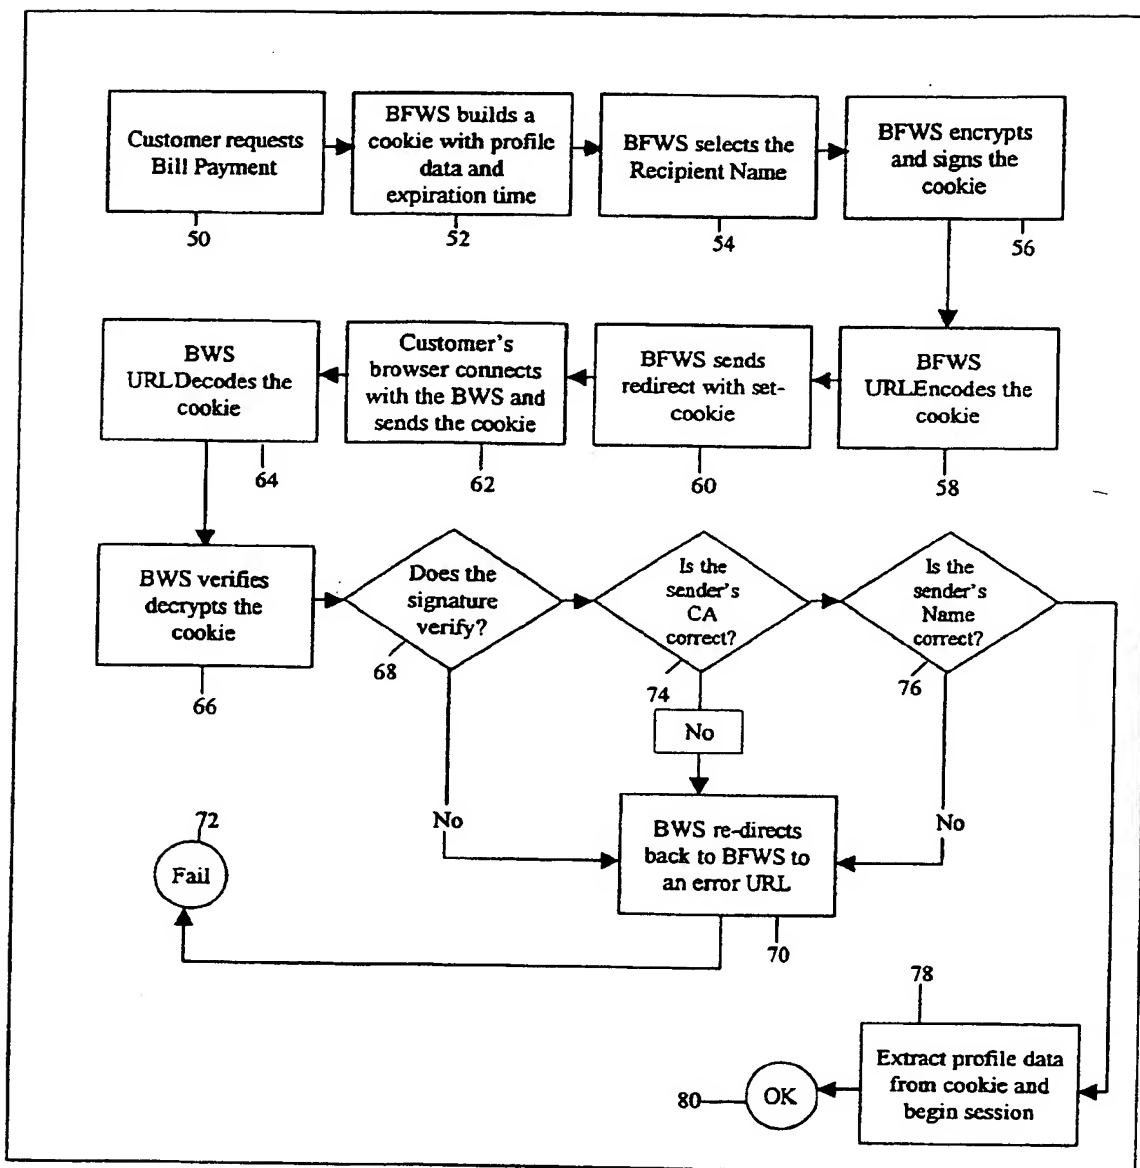 Customer requests
Bill Payment
50
BFWS builds a
cookie with profile
data and
expiration time
52
BFWS selects the
Recipient Name
54
BFWS encrypts
and signs the
cookie
56
BFWS
URLEncodes the
cookie
58
BFWS sends
redirect with set-
cookie
60
Customer's
browser connects
with the BWS and
sends the cookie
62
BWS
URLDecodes the
cookie
64
BWS verifies
decrypts the
cookie
66
Does the
signature
verify?
68
No
Is the
sender's
CA
correct?
74
No
Is the
sender's
Name
correct?
76
No
BWS re-directs
back to BFWS to
an error URL
70
72
Fail
78
Extract profile data
from cookie and
begin session
80
OK